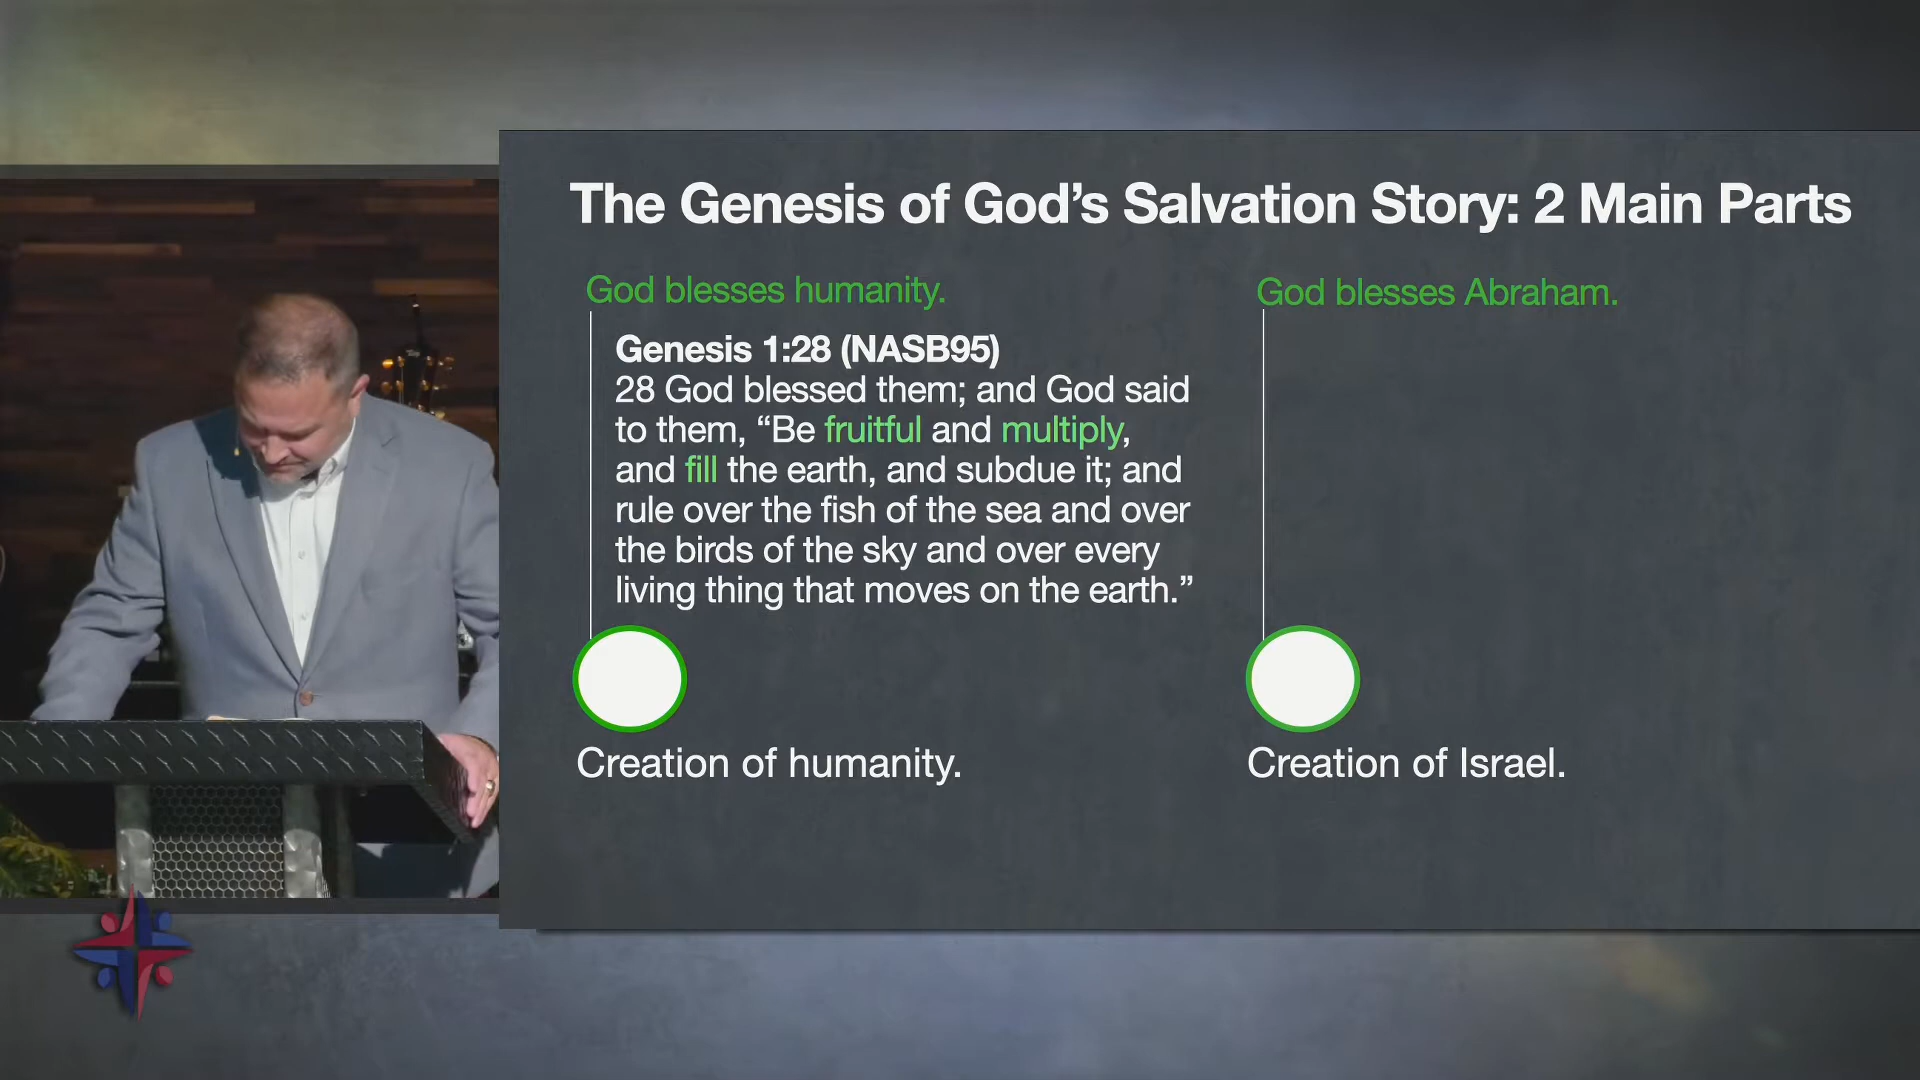 The Genesis of God’s Salvation Story: 2 Main Parts
God blesses humanity.
Genesis 1:28 (NASB95)
28 God blessed them; and God said
to them, “Be fruitful and multiply,
and fill the earth, and subdue it; and
rule over the fish of the sea and over
the birds of the sky and over every
living thing that moves on the earth.”
Creation of humanity.
God blesses Abraham.
Creation of Israel.